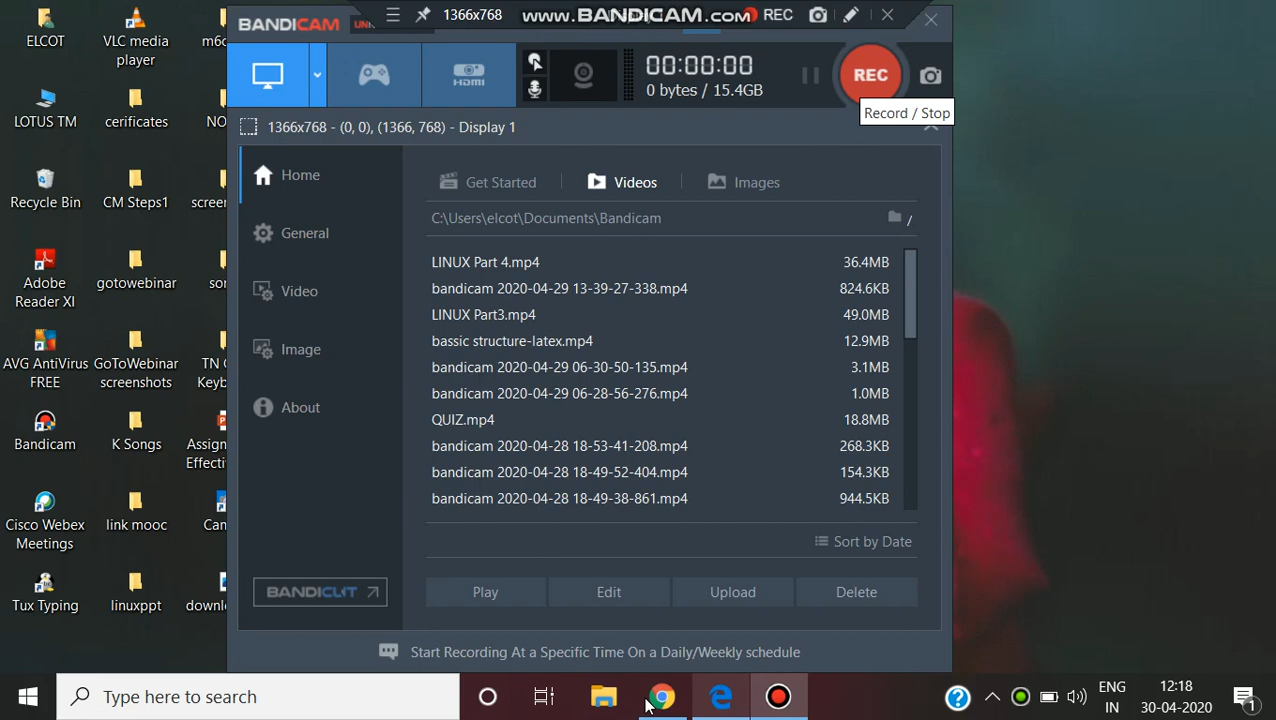 1366x768
www.BANDICAM.com
REC
BANDICAM
ELCOT
VLC media
player
LOTUS TM
cerificates
Recycle Bin
CM Steps1
Adobe
Reader XI
gotowebinar
AVG AntiVirus
FREE
GoToWebinar
screenshots
Bandicam
K Songs
Cisco Webex
Meetings
link mooc
Tux Typing
linuxppt
HDMI
00:00:00
0 bytes / 15.4GB
REC
Record / Stop
1366x768 - (0, 0), (1366, 768) - Display 1
Home
General
Video
Image
About
Get Started
Videos
Images
C:\Users\elcot\Documents\Bandicam
/
LINUX Part 4.mp4 36.4MB
bandicam 2020-04-29 13-39-27-338.mp4 824.6KB
LINUX Part3.mp4 49.0MB
bassic structure-latex.mp4 12.9MB
bandicam 2020-04-29 06-30-50-135.mp4 3.1MB
bandicam 2020-04-29 06-28-56-276.mp4 1.0MB
QUIZ.mp4 18.8MB
bandicam 2020-04-28 18-53-41-208.mp4 268.3KB
bandicam 2020-04-28 18-49-52-404.mp4 154.3KB
bandicam 2020-04-28 18-49-38-861.mp4 944.5KB
Sort by Date
BANDICUT
Play
Edit
Upload
Delete
Start Recording At a Specific Time On a Daily/Weekly schedule
Type here to search
ENG
IN
12:18
30-04-2020
1